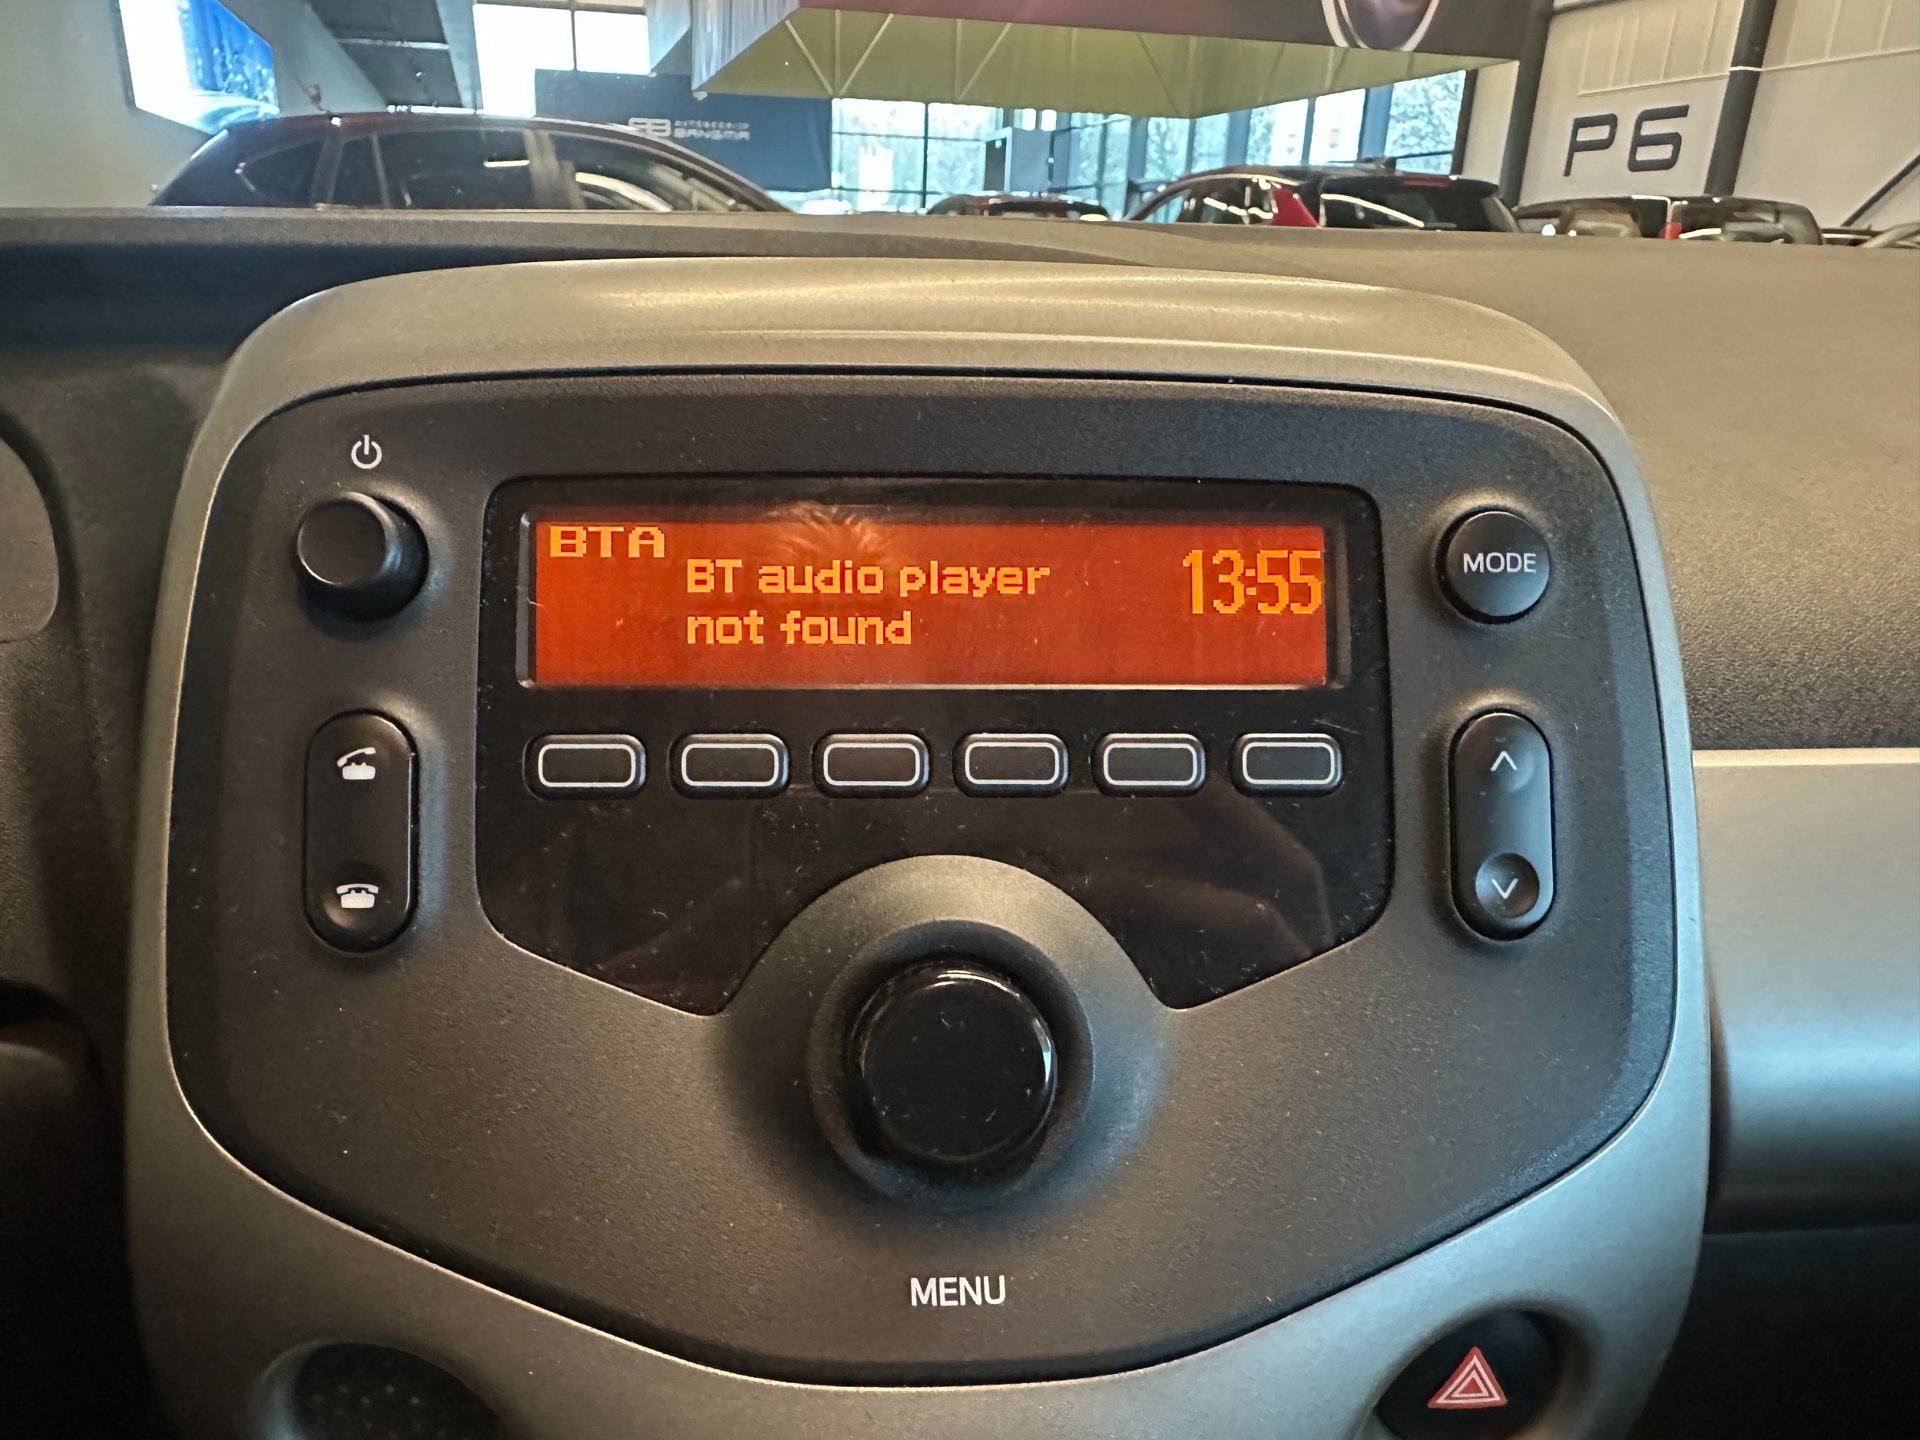 P6
BTA
BT audio player
not found
13:55
MODE
MENU